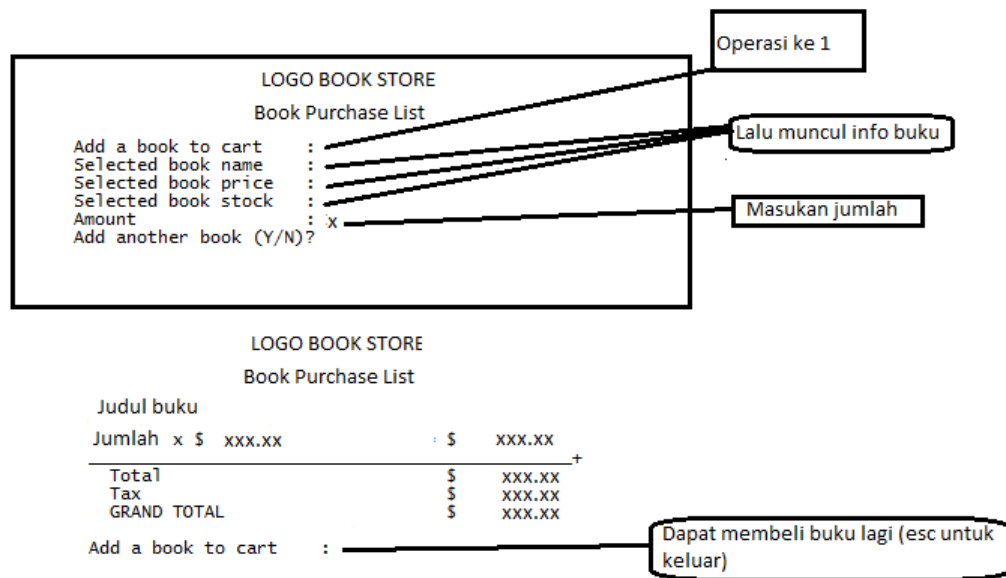 Operasi ke 1
LOGO BOOK STORE
Book Purchase List
Add a book to cart :
Selected book name :
Selected book price :
Selected book stock :
Amount : x
Add another book (Y/N)?
Lalu muncul info buku
Masukan jumlah
LOGO BOOK STORE
Book Purchase List
Judul buku
Jumlah x $ xxx.xx : $ xxx.xx
+
Total $ xxx.xx
Tax $ xxx.xx
GRAND TOTAL $ xxx.xx
Add a book to cart :
Dapat membeli buku lagi (esc untuk
keluar)